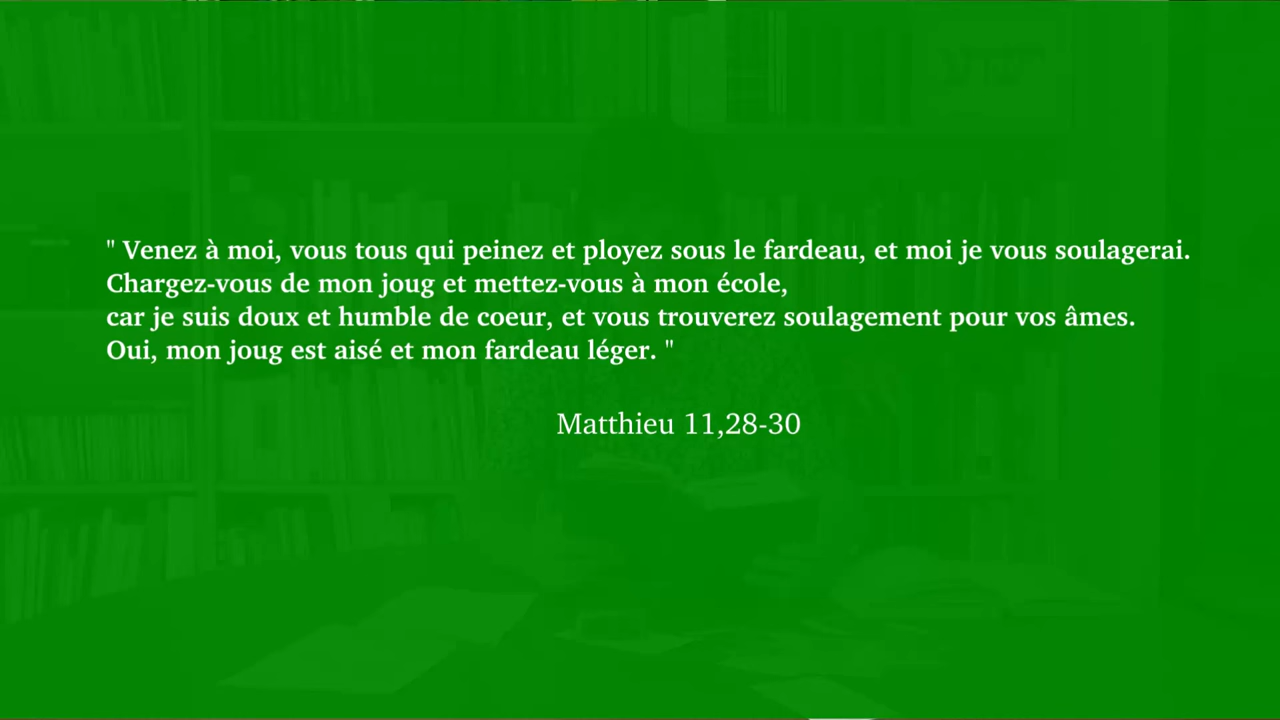 " Venez à moi, vous tous qui peinez et ployez sous le fardeau, et moi je vous soulagerai.
Chargez-vous de mon joug et mettez-vous à mon école,
car je suis doux et humble de coeur, et vous trouverez soulagement pour vos âmes.
Oui, mon joug est aisé et mon fardeau léger. "
Matthieu 11,28-30